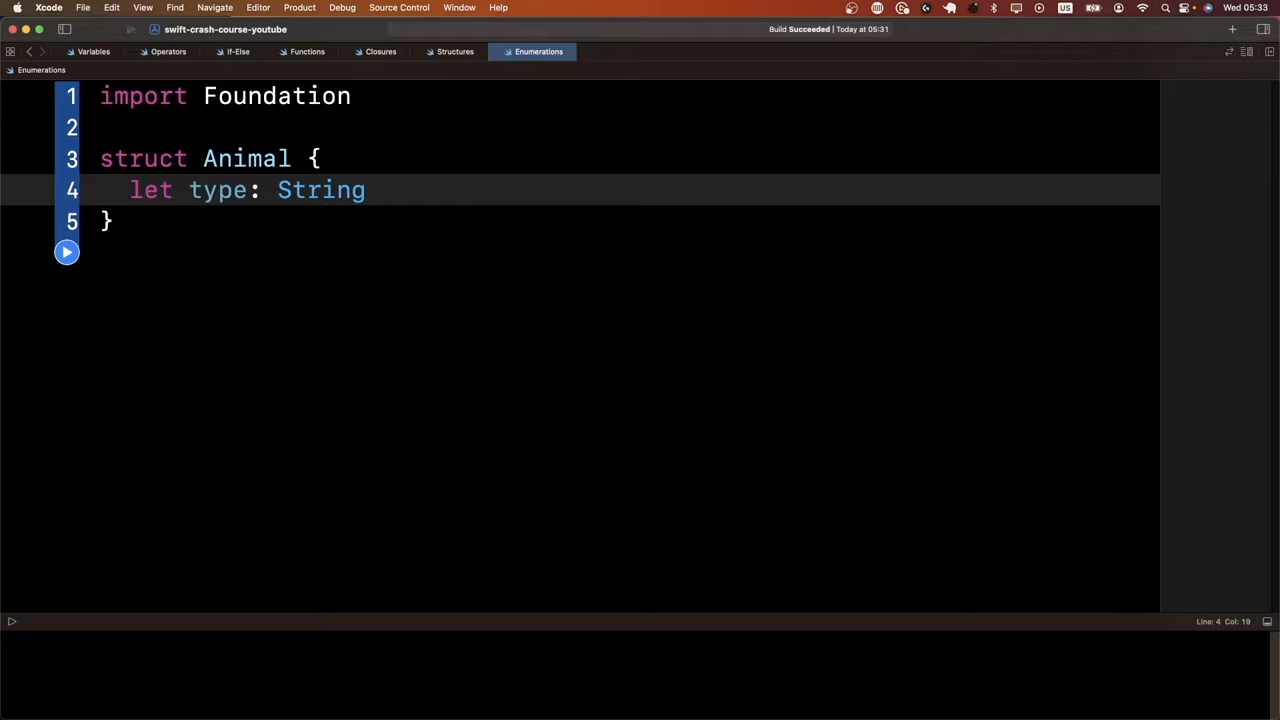 Xcode File Edit View Find Navigate Editor Product Debug Source Control Window Help US Wed 05:33
swift-crash-course-youtube Build Succeeded | Today at 05:31
Variables Operators If-Else Functions Closures Structures Enumerations
Enumerations
1 import Foundation
2
3 struct Animal {
4 let type: String
5 }
Line: 4 Col: 19